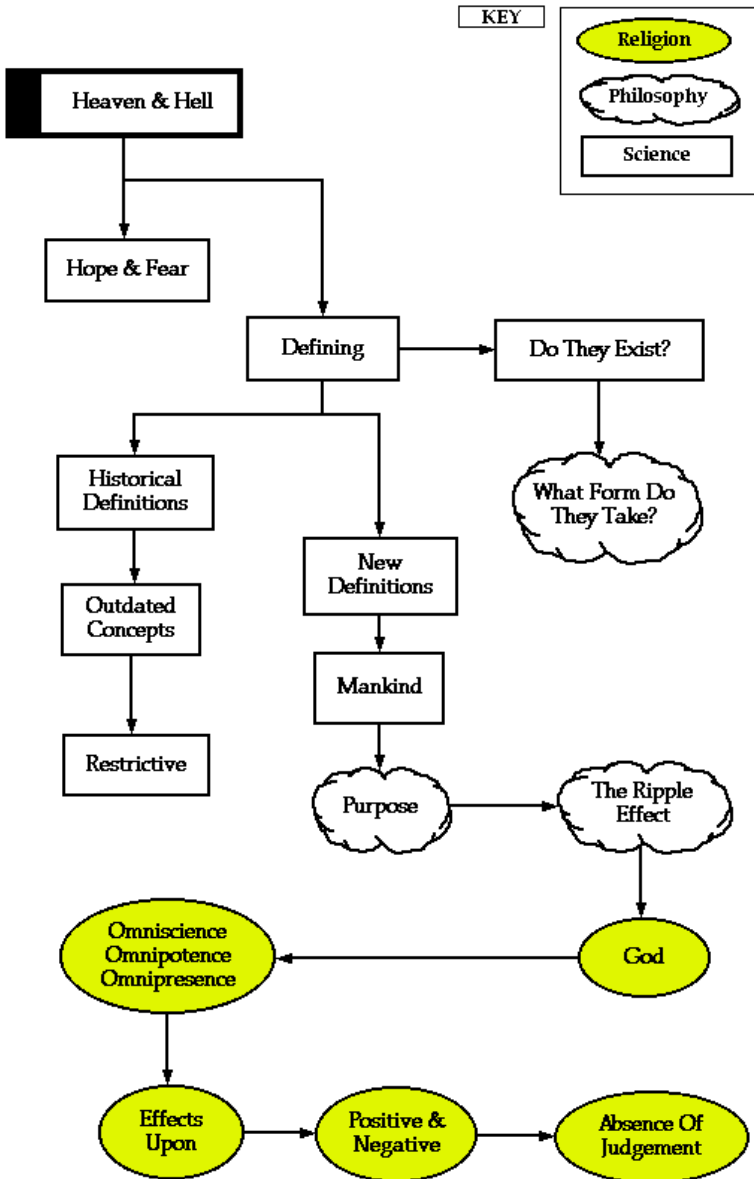 KEY
Religion
Philosophy
Science
Heaven & Hell
Hope & Fear
Defining
Do They Exist?
Historical
Definitions
What Form Do
They Take?
New
Definitions
Outdated
Concepts
Mankind
Restrictive
Purpose
The Ripple
Effect
Omniscience
Omnipotence
Omnipresence
God
Effects
Upon
Positive &
Negative
Absence Of
Judgement